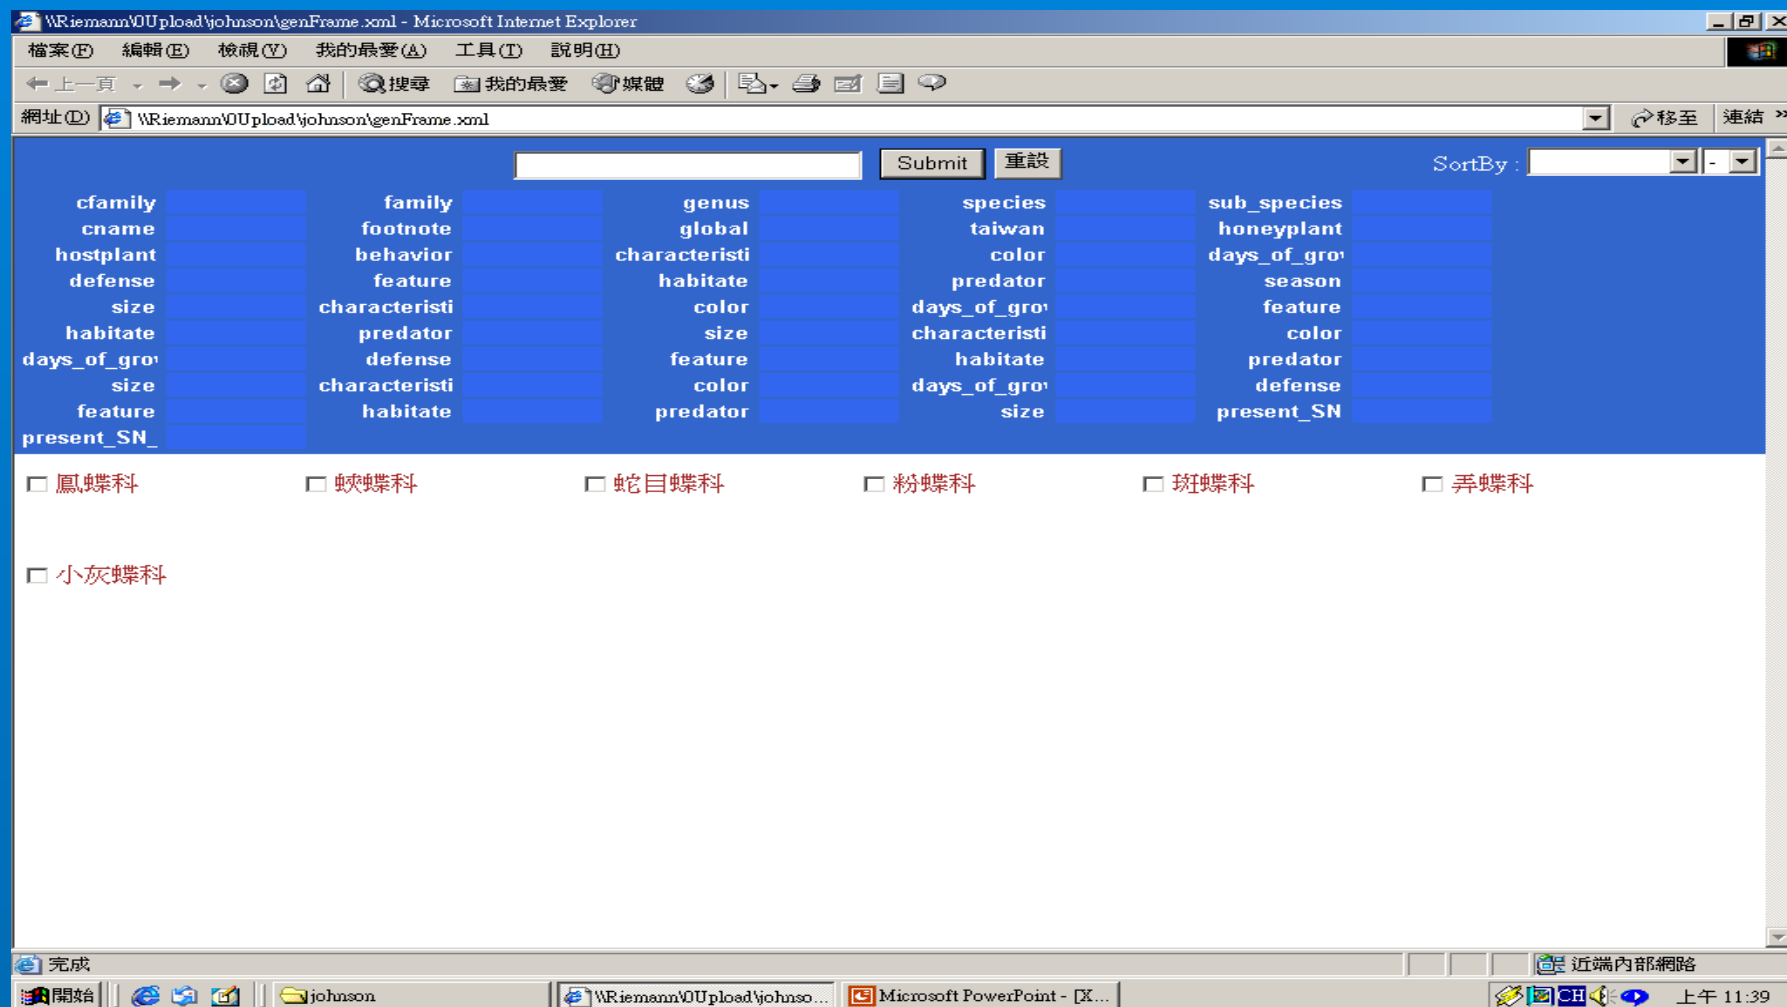 \\Riemann\0Upload\johnson\genFrame.xml - Microsoft Internet Explorer
檔案(F) 編輯(E) 檢視(V) 我的最愛(A) 工具(T) 說明(H)
上一頁 搜尋 我的最愛 媒體
網址(D) \\Riemann\0Upload\johnson\genFrame.xml 移至 連結 »
Submit 重設 SortBy : -
cfamily family genus species sub_species
cname footnote global taiwan honeyplant
hostplant behavior characteristi color days_of_gro
defense feature habitate predator season
size characteristi color days_of_gro feature
habitate predator size characteristi color
days_of_gro defense feature habitate predator
size characteristi color days_of_gro defense
feature habitate predator size present_SN
present_SN_
鳳蝶科 蛺蝶科 蛇目蝶科 粉蝶科 斑蝶科 弄蝶科
小灰蝶科
完成 近端內部網路
開始 johnson \\Riemann\0Upload\johnso... Microsoft PowerPoint - [X... CH 上午 11:39